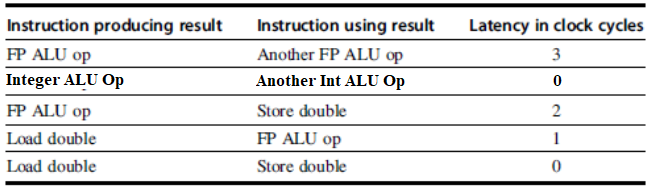 Instruction producing result Instruction using result Latency in clock cycles
FP ALU op Another FP ALU op 3
Integer ALU Op Another Int ALU Op 0
FP ALU op Store double 2
Load double FP ALU op 1
Load double Store double 0